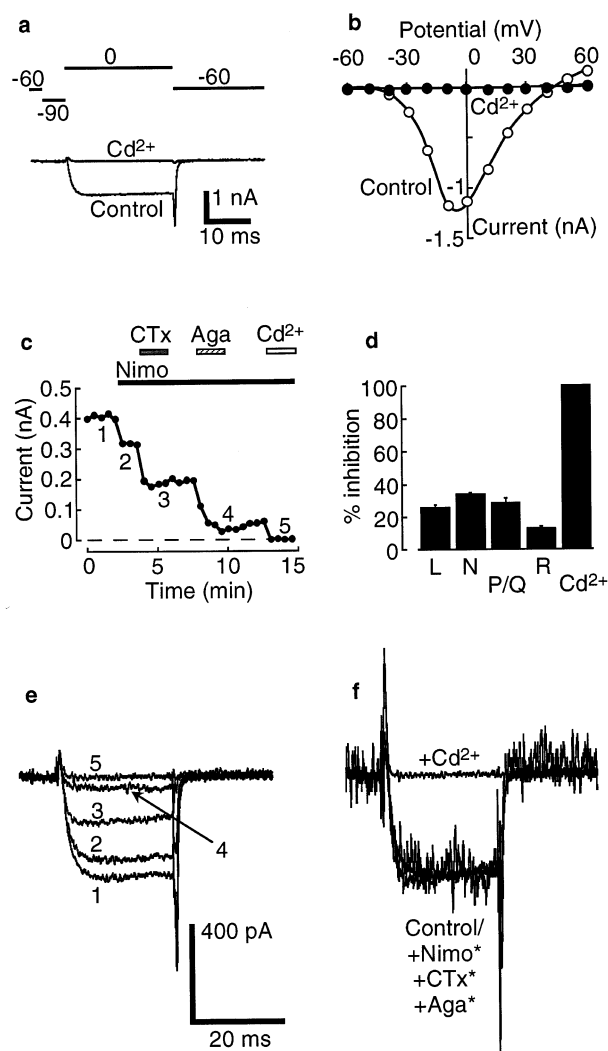 a
0
-60
-60
-90
Cd2+
Control
1 nA
10 ms
b
Potential (mV)
-60 -30 0 30 60
Cd2+
Control
-1
Current (nA)
-1.5
c
CTx Aga Cd2+
Nimo
Current (nA)
0.5
0.4
0.3
0.2
0.1
0
1
2
3
4
5
0 5 10 15
Time (min)
d
% inhibition
100
80
60
40
20
0
L N P/Q R Cd2+
e
5
3
4
2
1
400 pA
20 ms
f
+Cd2+
Control/
+Nimo*
+CTx*
+Aga*